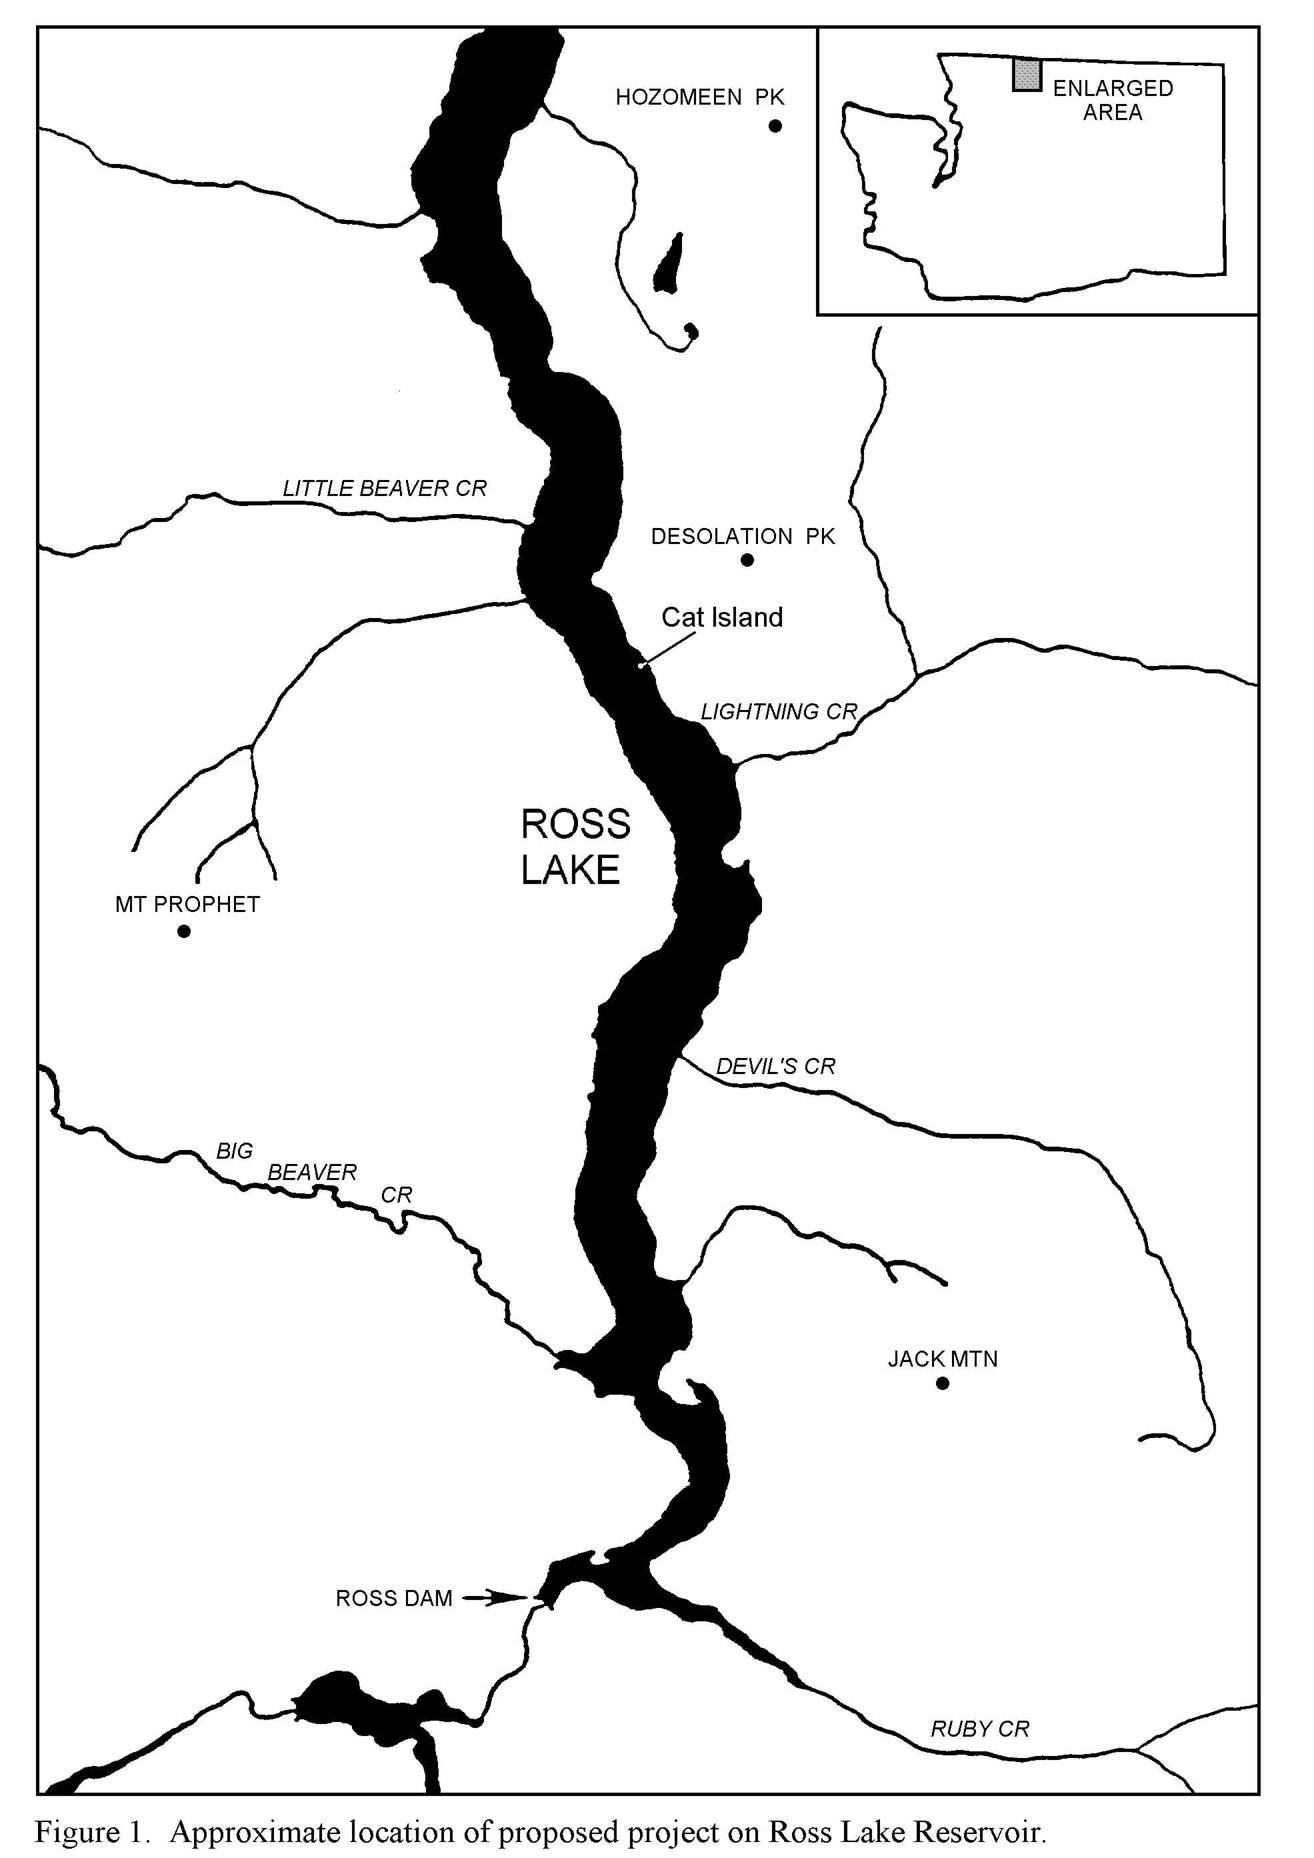 HOZOMEEN PK
ENLARGED
AREA
LITTLE BEAVER CR
DESOLATION PK
Cat Island
LIGHTNING CR
ROSS
LAKE
MT PROPHET
DEVIL'S CR
BIG
BEAVER
CR
JACK MTN
ROSS DAM
RUBY CR
Figure 1. Approximate location of proposed project on Ross Lake Reservoir.